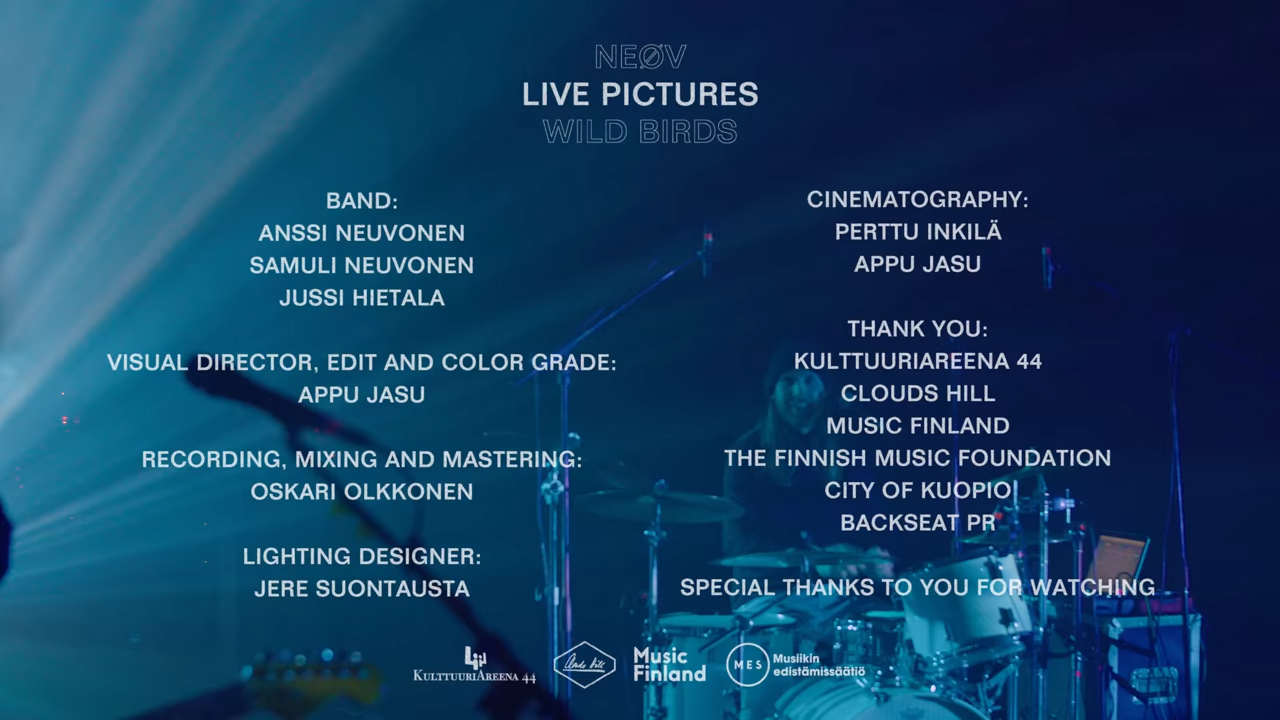 NEØV
LIVE PICTURES
WILD BIRDS
BAND:
ANSSI NEUVONEN
SAMULI NEUVONEN
JUSSI HIETALA
VISUAL DIRECTOR, EDIT AND COLOR GRADE:
APPU JASU
RECORDING, MIXING AND MASTERING:
OSKARI OLKKONEN
LIGHTING DESIGNER:
JERE SUONTAUSTA
CINEMATOGRAPHY:
PERTTU INKILÄ
APPU JASU
THANK YOU:
KULTTUURIAREENA 44
CLOUDS HILL
MUSIC FINLAND
THE FINNISH MUSIC FOUNDATION
CITY OF KUOPIO
BACKSEAT PR
SPECIAL THANKS TO YOU FOR WATCHING
KULTTUURIAREENA 44
Clouds Hill
Music
Finland
MES
Musiikin
edistämissäätiö